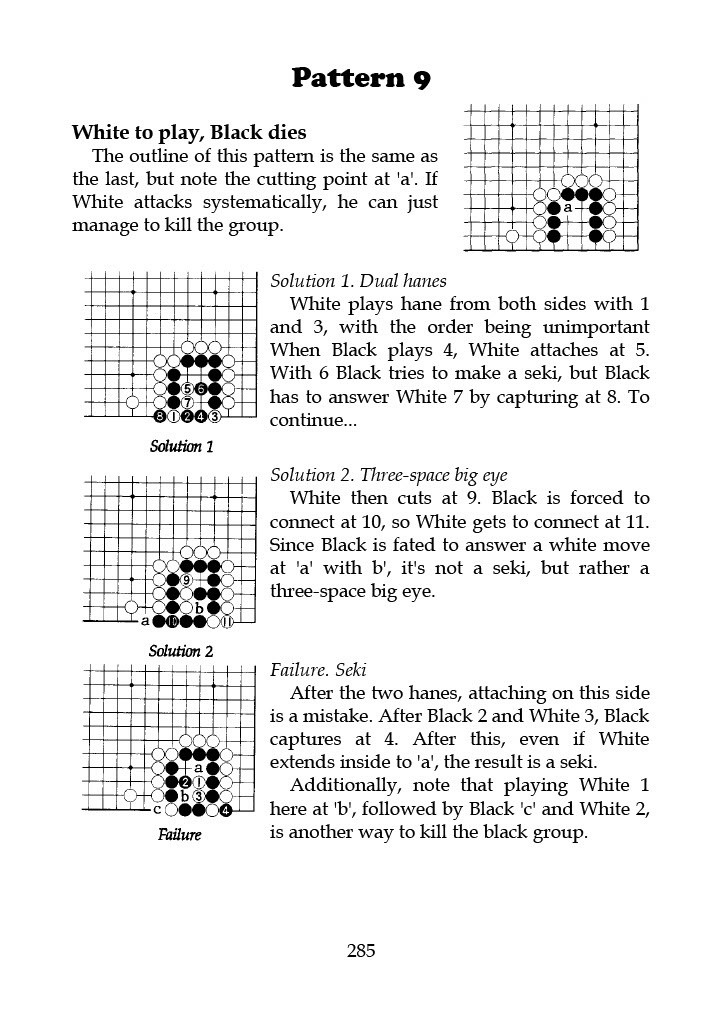 Pattern 9
White to play, Black dies
The outline of this pattern is the same as
the last, but note the cutting point at 'a'. If
White attacks systematically, he can just
manage to kill the group.
a
Solution 1. Dual hanes
White plays hane from both sides with 1
and 3, with the order being unimportant
When Black plays 4, White attaches at 5.
With 6 Black tries to make a seki, but Black
has to answer White 7 by capturing at 8. To
continue...
5 6
7
8 1 2 4 3
Solution 1
Solution 2. Three-space big eye
White then cuts at 9. Black is forced to
connect at 10, so White gets to connect at 11.
Since Black is fated to answer a white move
at 'a' with b', it's not a seki, but rather a
three-space big eye.
9
b
a 10 11
Solution 2
Failure. Seki
After the two hanes, attaching on this side
is a mistake. After Black 2 and White 3, Black
captures at 4. After this, even if White
extends inside to 'a', the result is a seki.
Additionally, note that playing White 1
here at 'b', followed by Black 'c' and White 2,
is another way to kill the black group.
a
2 1
b 3
c 4
Failure
285